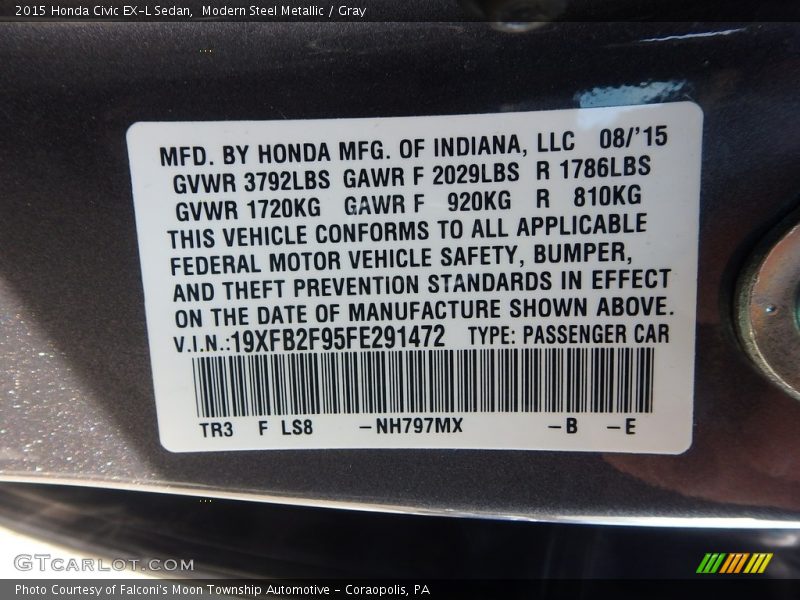 2015 Honda Civic EX-L Sedan,  Modern Steel Metallic / Gray
MFD. BY HONDA MFG. OF INDIANA, LLC 08/'15
GVWR 3792LBS GAWR F 2029LBS R 1786LBS
GVWR 1720KG GAWR F 920KG R 810KG
THIS VEHICLE CONFORMS TO ALL APPLICABLE
FEDERAL MOTOR VEHICLE SAFETY, BUMPER,
AND THEFT PREVENTION STANDARDS IN EFFECT
ON THE DATE OF MANUFACTURE SHOWN ABOVE.
V.I.N.:19XFB2F95FE291472 TYPE: PASSENGER CAR
TR3 F LS8 -NH797MX -B -E
GTCarLot.com
Photo Courtesy of Falconi's Moon Township Automotive - Coraopolis, PA